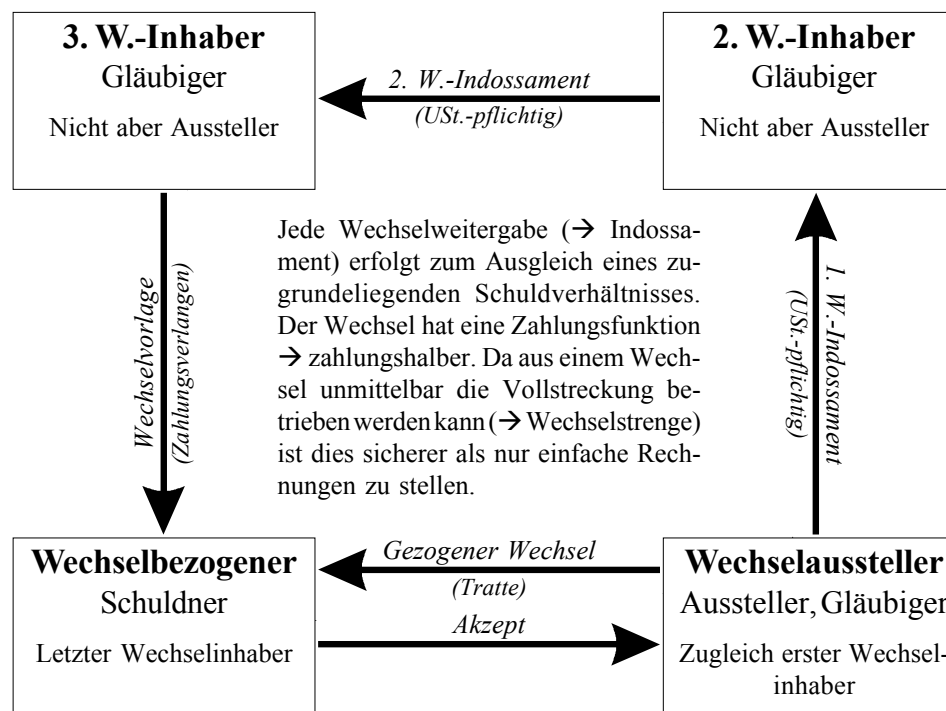 3. W.-Inhaber
Gläubiger
Nicht aber Aussteller
2. W.-Indossament
(USt.-pflichtig)
2. W.-Inhaber
Gläubiger
Nicht aber Aussteller
Wechselvorlage
(Zahlungsverlangen)
Jede Wechselweitergabe (→ Indossa-
ment) erfolgt zum Ausgleich eines zu-
grundeliegenden Schuldverhältnisses.
Der Wechsel hat eine Zahlungsfunktion
→ zahlungshalber. Da aus einem Wech-
sel unmittelbar die Vollstreckung be-
trieben werden kann (→ Wechselstrenge)
ist dies sicherer als nur einfache Rech-
nungen zu stellen.
1. W.-Indossament
(USt.-pflichtig)
Wechselbezogener
Schuldner
Letzter Wechselinhaber
Gezogener Wechsel
(Tratte)
Akzept
Wechselaussteller
Aussteller, Gläubiger
Zugleich erster Wechsel-
inhaber